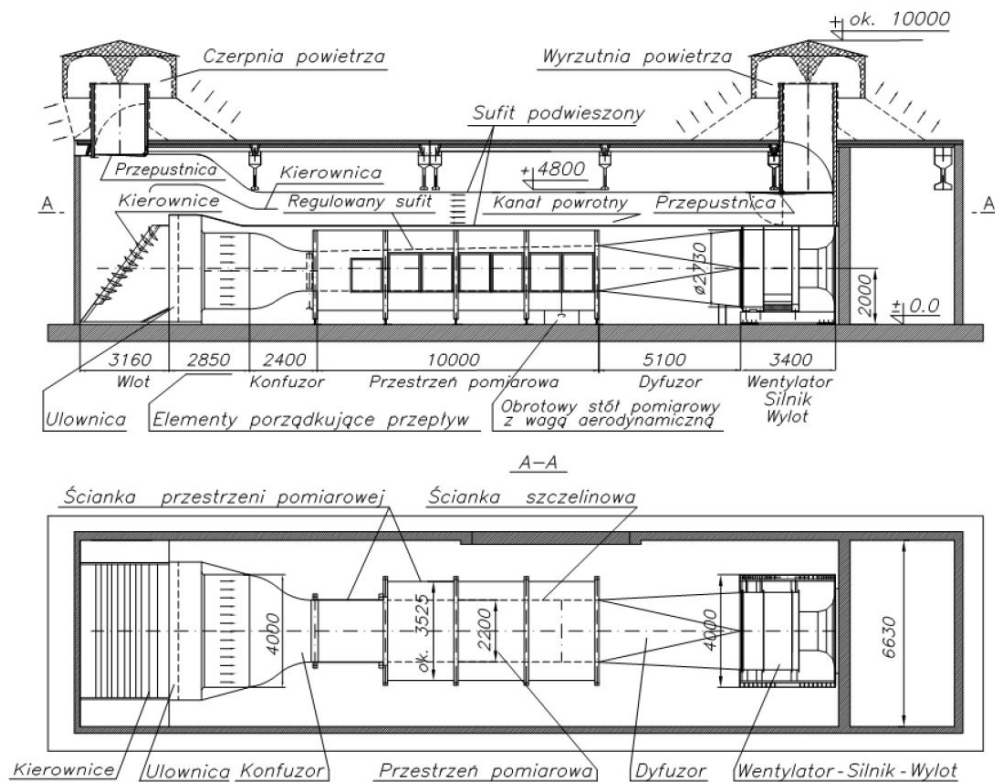 ± ok. 10000
Czerpnia powietrza
Wyrzutnia powietrza
Sufit podwieszony
Przepustnica
Kierownica
± 4800
A
Kierownice
Regulowany sufit
Kanał powrotny
Przepustnica
A
ø2730
2000
± 0.0
3160
2850
2400
10000
5100
3400
Wlot
Konfuzor
Przestrzeń pomiarowa
Dyfuzor
Wentylator
Silnik
Wylot
Ulownica
Elementy porządkujące przepływ
Obrotowy stół pomiarowy
z wagą aerodynamiczną
A-A
Ścianka przestrzeni pomiarowej
Ścianka szczelinowa
4000
ok. 3525
2200
4000
6630
Kierownice
Ulownica
Konfuzor
Przestrzeń pomiarowa
Dyfuzor
Wentylator - Silnik - Wylot